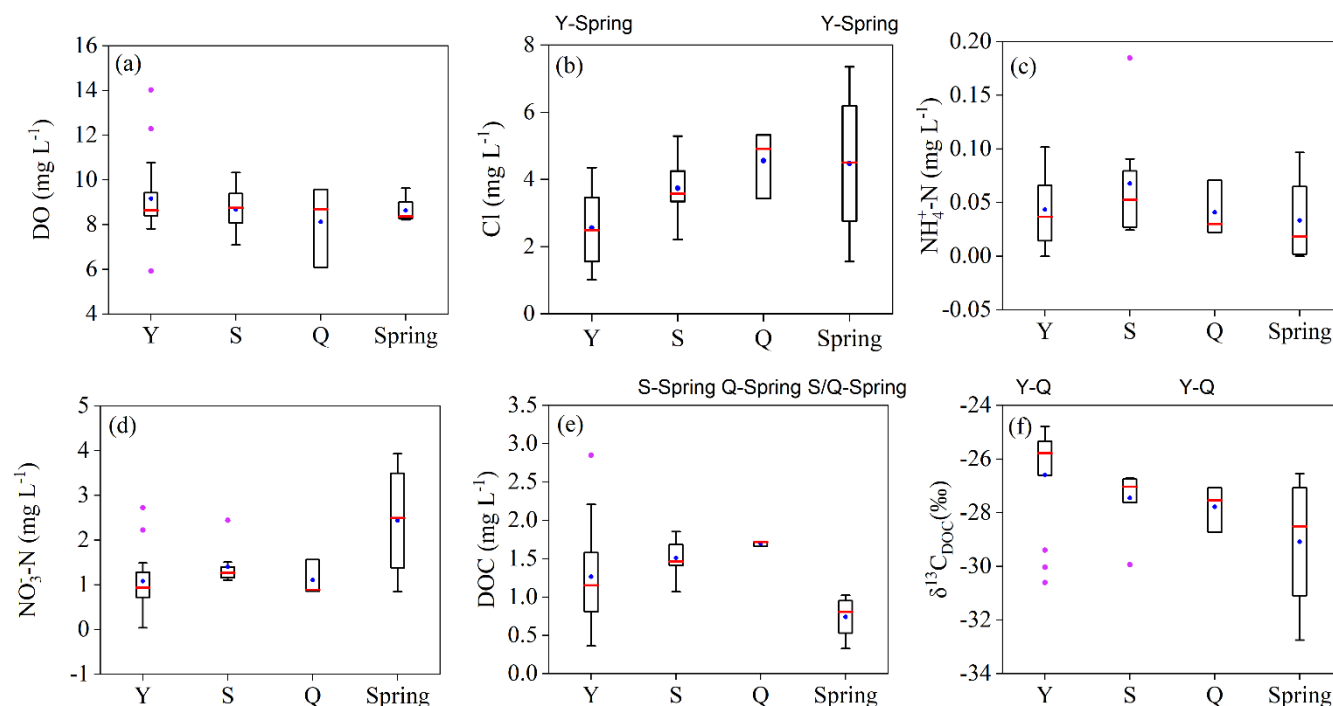 Y-Spring Y-Spring
(a)
DO (mg L⁻¹)
16
14
12
10
8
6
4
Y S Q Spring
(b)
Cl (mg L⁻¹)
8
6
4
2
0
Y S Q Spring
(c)
NH₄⁺-N (mg L⁻¹)
0.20
0.15
0.10
0.05
0.00
-0.05
Y S Q Spring
(d)
NO₃⁻-N (mg L⁻¹)
5
4
3
2
1
0
-1
Y S Q Spring
S-Spring Q-Spring S/Q-Spring
(e)
DOC (mg L⁻¹)
3.5
3.0
2.5
2.0
1.5
1.0
0.5
0.0
Y S Q Spring
Y-Q Y-Q
(f)
δ¹³C_DOC(‰)
-24
-26
-28
-30
-32
-34
Y S Q Spring